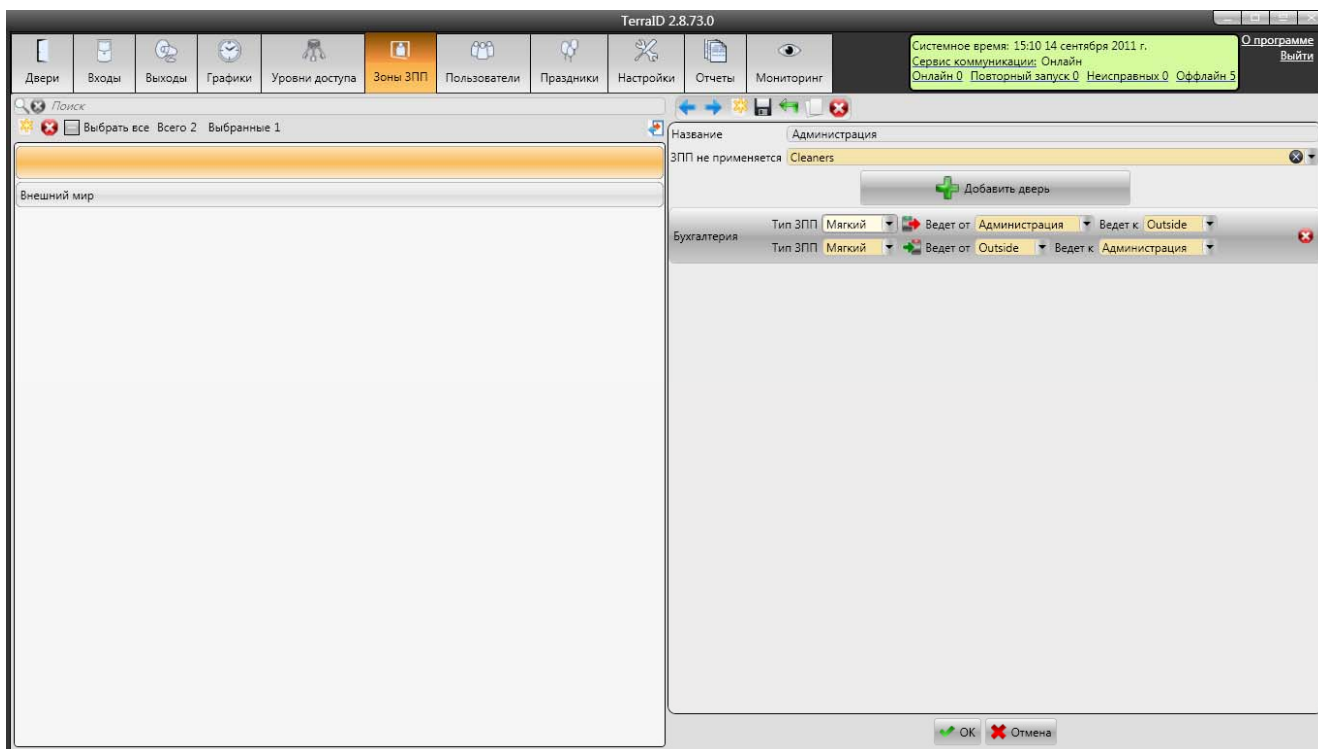 TerraID 2.8.73.0
Двери Входы Выходы Графики Уровни доступа Зоны ЗПП Пользователи Праздники Настройки Отчеты Мониторинг
Системное время: 15:10 14 сентября 2011 г.
Сервис коммуникации: Онлайн
Онлайн 0 Повторный запуск 0 Неисправных 0 Оффлайн 5
О программе
Выйти
Поиск
Выбрать все Всего 2 Выбранные 1
Внешний мир
Название Администрация
ЗПП не применяется Cleaners
Добавить дверь
Бухгалтерия
Тип ЗПП Мягкий Ведет от Администрация Ведет к Outside
Тип ЗПП Мягкий Ведет от Outside Ведет к Администрация
OK Отмена